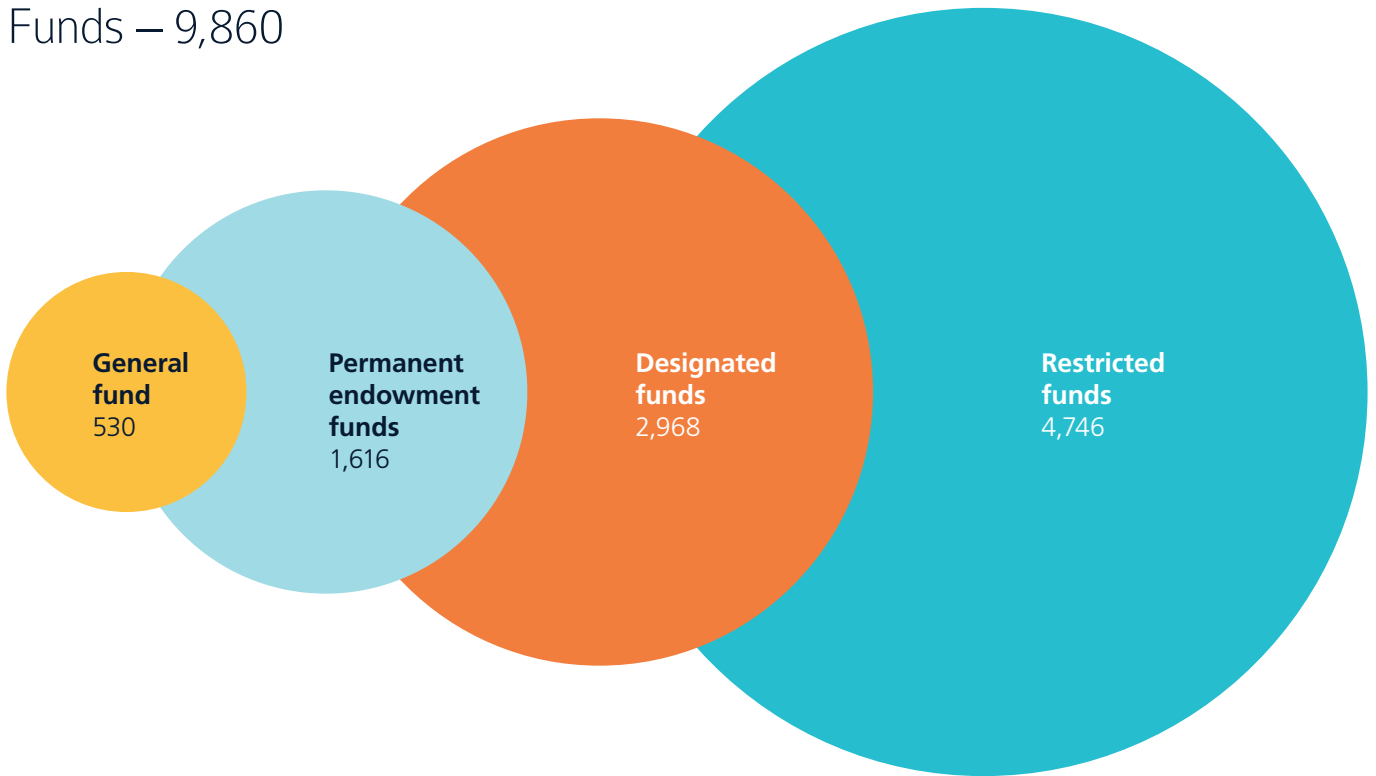 Funds – 9,860
General
fund
530
Permanent
endowment
funds
1,616
Designated
funds
2,968
Restricted
funds
4,746